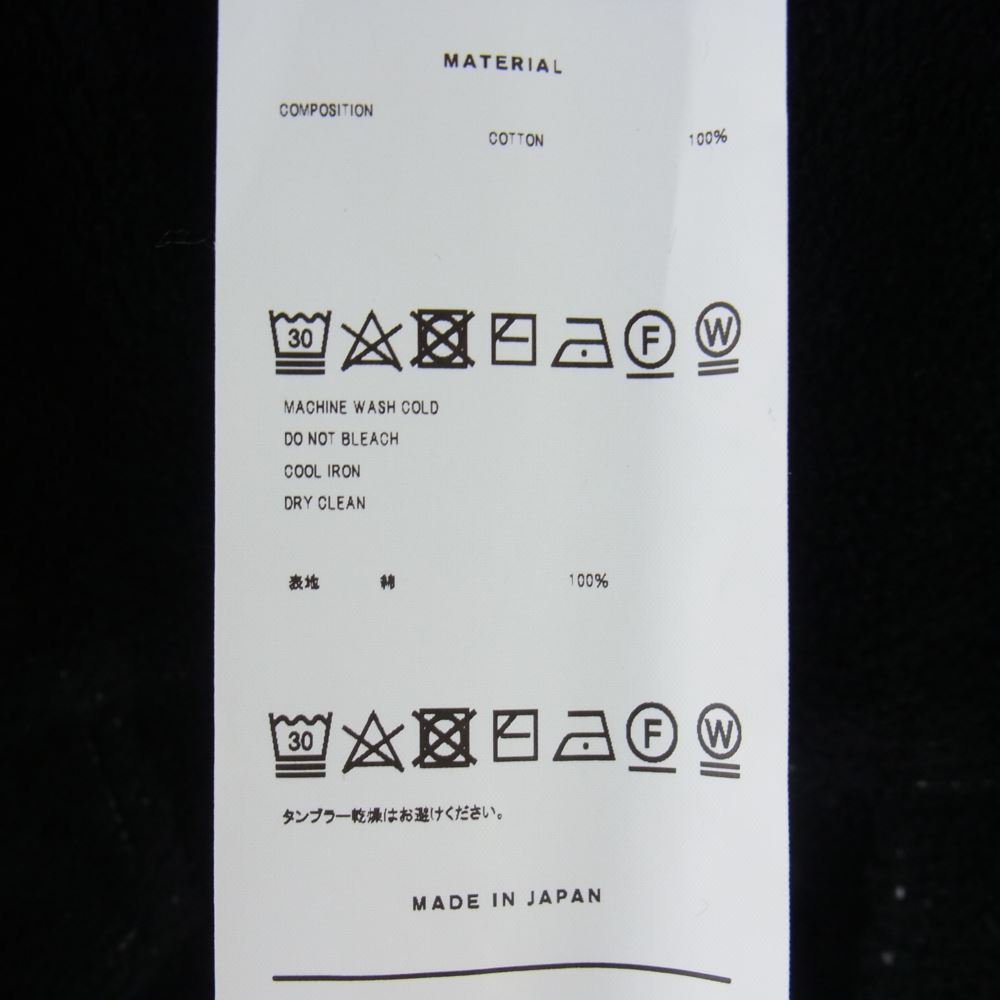 MATERIAL
COMPOSITION
COTTON 100%
30 F W
MACHINE WASH COLD
DO NOT BLEACH
COOL IRON
DRY CLEAN
表地 綿 100%
30 F W
タンブラー乾燥はお避けください。
MADE IN JAPAN